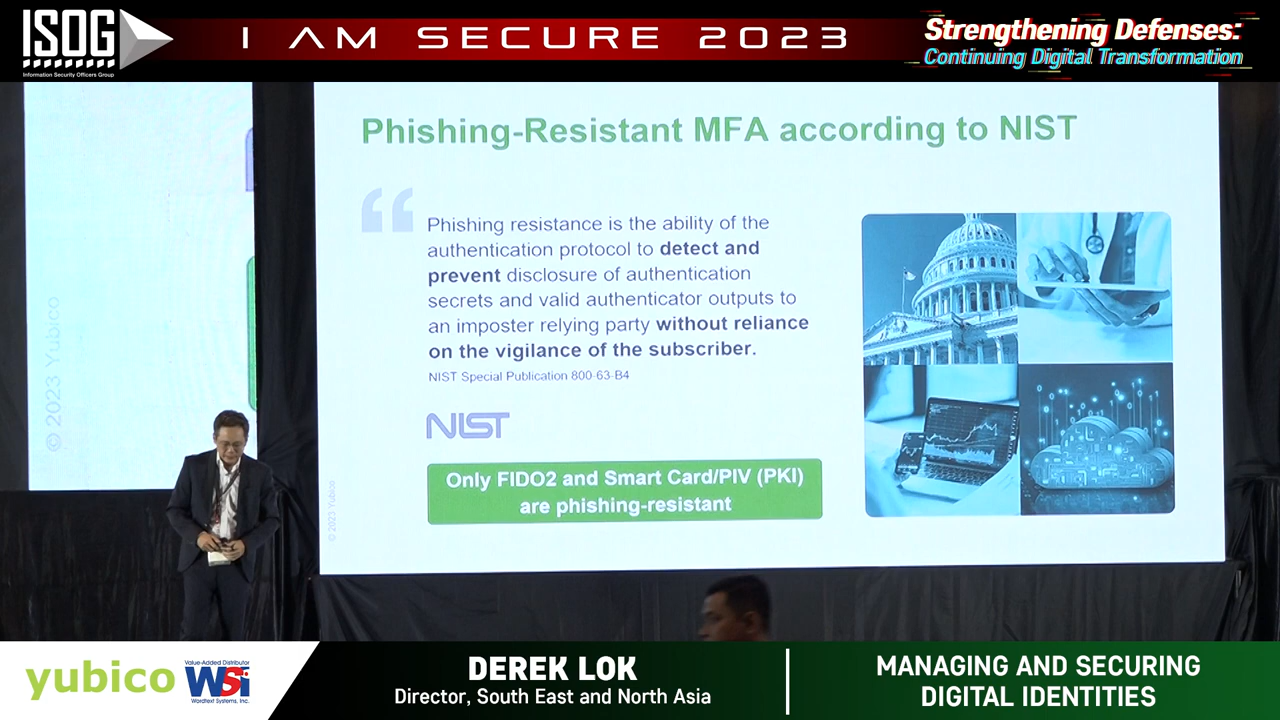 ISOG
Information Security Officers Group
I AM SECURE 2023
Strengthening Defenses:
Continuing Digital Transformation
© 2023 Yubico
Phishing-Resistant MFA according to NIST
“
Phishing resistance is the ability of the
authentication protocol to detect and
prevent disclosure of authentication
secrets and valid authenticator outputs to
an imposter relying party without reliance
on the vigilance of the subscriber.
NIST Special Publication 800-63-B4
NIST
Only FIDO2 and Smart Card/PIV (PKI)
are phishing-resistant
© 2023 Yubico
yubico
Value-Added Distributor
WSI
Wordtext Systems, Inc.
DEREK LOK
Director, South East and North Asia
MANAGING AND SECURING
DIGITAL IDENTITIES